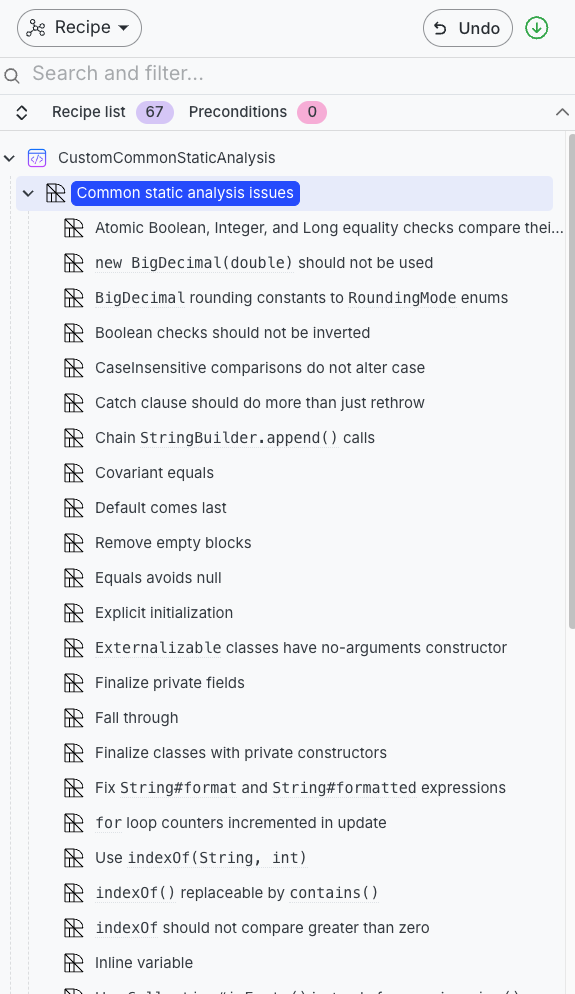 Recipe
Undo
Search and filter...
Recipe list 67 Preconditions 0
CustomCommonStaticAnalysis
Common static analysis issues
Atomic Boolean, Integer, and Long equality checks compare thei...
new BigDecimal(double) should not be used
BigDecimal rounding constants to RoundingMode enums
Boolean checks should not be inverted
CaseInsensitive comparisons do not alter case
Catch clause should do more than just rethrow
Chain StringBuilder.append() calls
Covariant equals
Default comes last
Remove empty blocks
Equals avoids null
Explicit initialization
Externalizable classes have no-arguments constructor
Finalize private fields
Fall through
Finalize classes with private constructors
Fix String#format and String#formatted expressions
for loop counters incremented in update
Use indexOf(String, int)
indexOf() replaceable by contains()
indexOf should not compare greater than zero
Inline variable